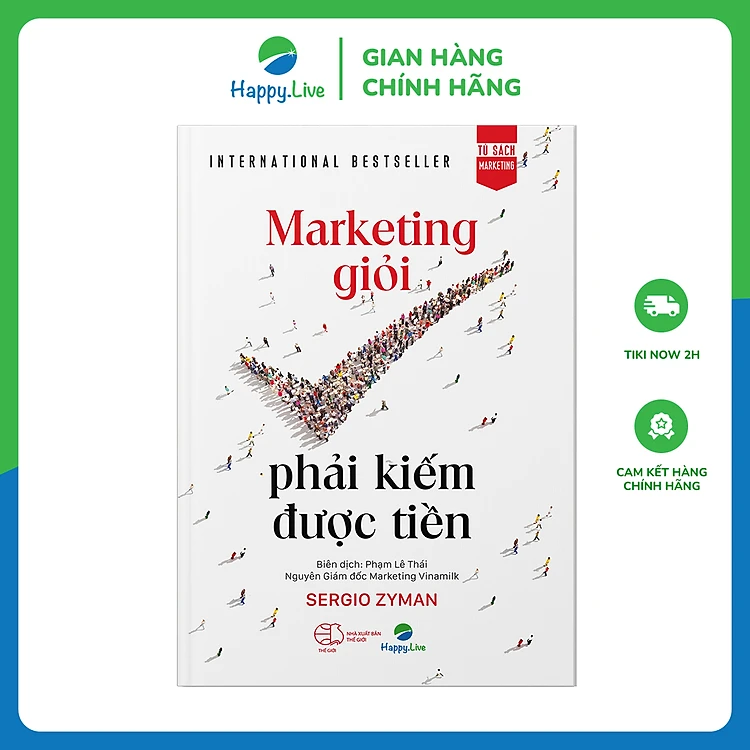 Happy.Live
GIAN HÀNG
CHÍNH HÃNG
INTERNATIONAL BESTSELLER
TỦ SÁCH
MARKETING
Marketing
giỏi
phải kiếm
được tiền
Biên dịch: Phạm Lê Thái
Nguyên Giám đốc Marketing Vinamilk
SERGIO ZYMAN
THẾ GIỚI
NHÀ XUẤT BẢN
THẾ GIỚI
Happy.Live
TIKI NOW 2H
CAM KẾT HÀNG
CHÍNH HÃNG